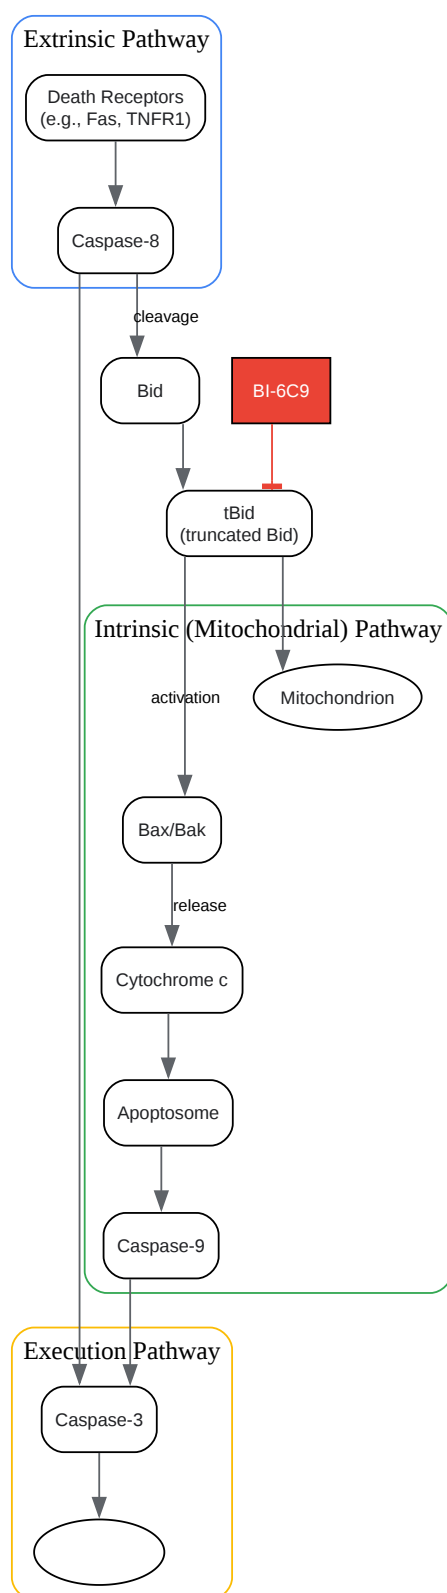 Extrinsic Pathway
Death Receptors
(e.g., Fas, TNFR1)
Caspase-8
cleavage
Bid
BI-6C9
tBid
(truncated Bid)
Intrinsic (Mitochondrial) Pathway
activation
Mitochondrion
Bax/Bak
release
Cytochrome c
Apoptosome
Caspase-9
Execution Pathway
Caspase-3